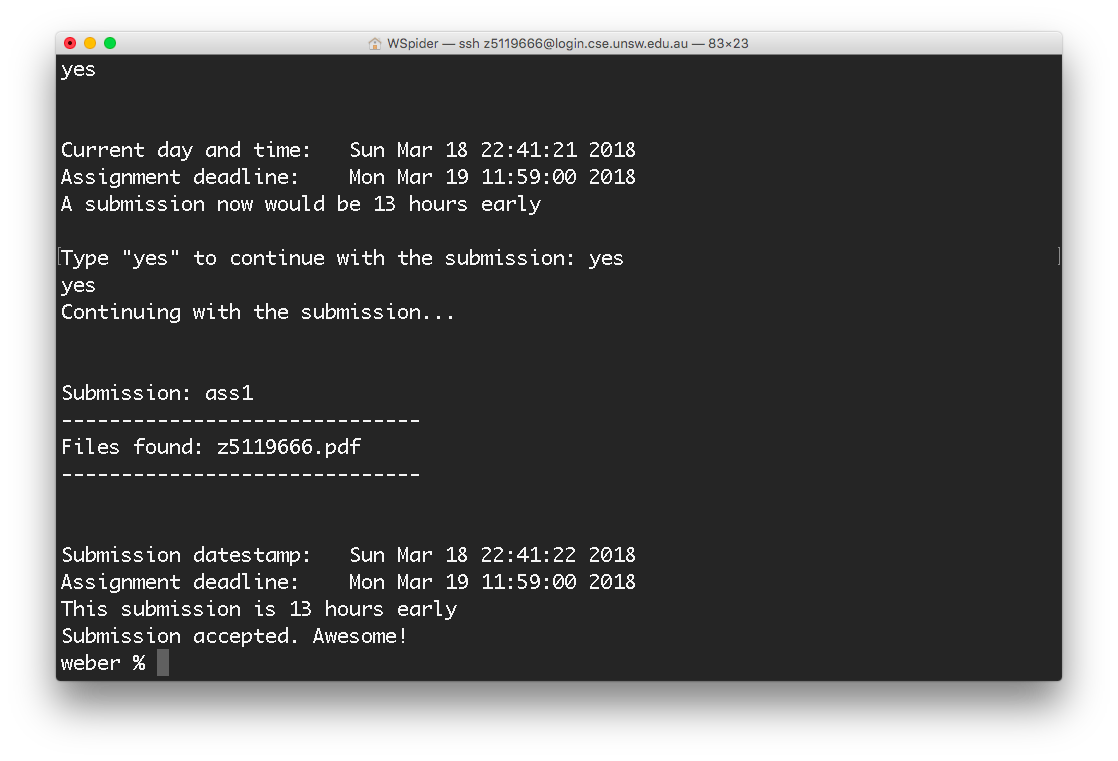 WSpider — ssh z5119666@login.cse.unsw.edu.au — 83×23
yes
Current day and time:   Sun Mar 18 22:41:21 2018
Assignment deadline:    Mon Mar 19 11:59:00 2018
A submission now would be 13 hours early
[Type "yes" to continue with the submission: yes ]
yes
Continuing with the submission...
Submission: ass1
------------------------------
Files found: z5119666.pdf
------------------------------
Submission datestamp:   Sun Mar 18 22:41:22 2018
Assignment deadline:    Mon Mar 19 11:59:00 2018
This submission is 13 hours early
Submission accepted. Awesome!
weber %